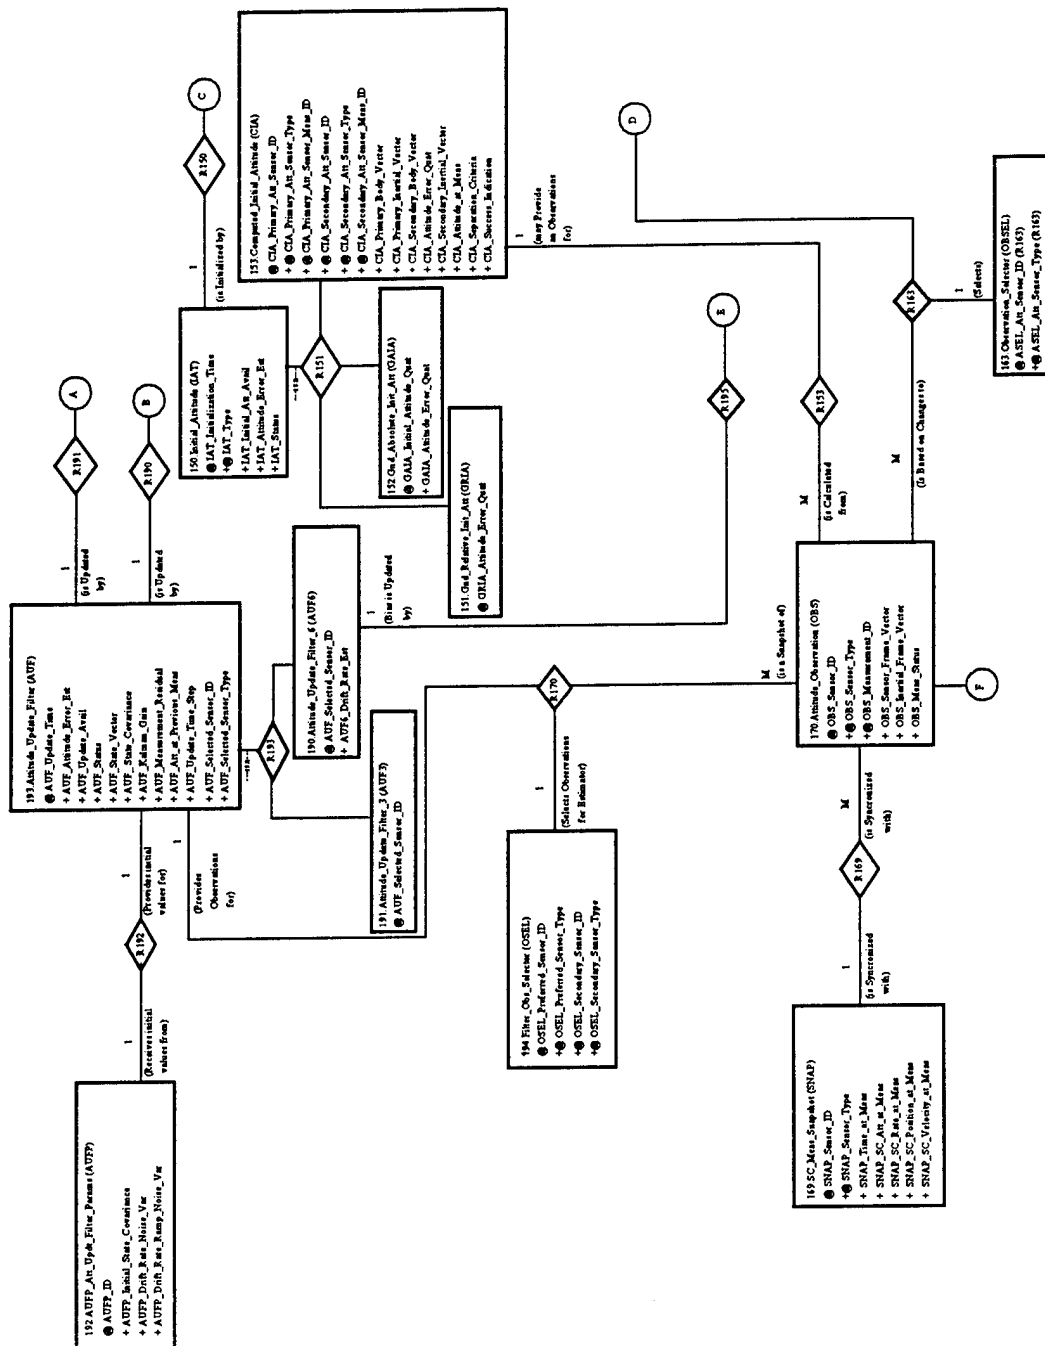 192 AUFP_Att_Updt_Filter_Params (AUFP)
@ AUFP_ID
+ AUFP_Initial_State_Covariance
+ AUFP_Drift_Rate_Noise_Var
+ AUFP_Drift_Rate_Ramp_Noise_Var
1
(Receives initial
values from)
R192
1
(Provides initial
values for)
193.Attitude_Update_Filter (AUF)
@ AUF_Update_Time
+ AUF_Attitude_Error_Est
+ AUF_Update_Avail
+ AUF_Status
+ AUF_State_Vector
+ AUF_State_Covariance
+ AUF_Kalman_Gain
+ AUF_Measurement_Residual
+ AUF_Att_at_Previous_Meas
+ AUF_Update_Time_Step
+ AUF_Selected_Sensor_ID
+ AUF_Selected_Sensor_Type
1
(is Updated
by)
R191
A
1
(is Updated
by)
R190
B
1
(Provides
Observations
for)
R193
191.Attitude_Update_Filter_3 (AUF3)
@ AUF_Selected_Sensor_ID
190.Attitude_Update_Filter_6 (AUF6)
@ AUF_Selected_Sensor_ID
+ AUF6_Drift_Rate_Est
1
(Bias is Updated
by)
R195
E
150.Initial_Attitude (IAT)
@ IAT_Initialization_Time
+@ IAT_Type
+ IAT_Initial_Att_Avail
+ IAT_Attitude_Error_Est
+ IAT_Status
1
(is Initialized by)
R150
C
R151
151.Gnd_Relative_Init_Att (GRIA)
@ GRIA_Attitude_Error_Quat
152.Gnd_Absolute_Init_Att (GAIA)
@ GAIA_Initial_Attitude_Quat
+ GAIA_Attitude_Error_Quat
153.Computed_Initial_Attitude (CIA)
@ CIA_Primary_Att_Sensor_ID
+@ CIA_Primary_Att_Sensor_Type
+@ CIA_Primary_Att_Sensor_Meas_ID
+@ CIA_Secondary_Att_Sensor_ID
+@ CIA_Secondary_Att_Sensor_Type
+@ CIA_Secondary_Att_Sensor_Meas_ID
+ CIA_Primary_Body_Vector
+ CIA_Primary_Inertial_Vector
+ CIA_Secondary_Body_Vector
+ CIA_Attitude_Error_Quat
+ CIA_Secondary_Inertial_Vector
+ CIA_Attitude_at_Meas
+ CIA_Separation_Criteria
+ CIA_Success_Indication
1
(may Provide
an Observations
for)
R153
M
(is Calculated
from)
194 Filter_Obs_Selector (OSEL)
@ OSEL_Preferred_Sensor_ID
+@ OSEL_Preferred_Sensor_Type
+@ OSEL_Secondary_Sensor_ID
+@ OSEL_Secondary_Sensor_Type
1
(Selects Observations
for Estimator)
R170
M
(is a Snapshot of)
169.SC_Meas_Snapshot (SNAP)
@ SNAP_Sensor_ID
+@ SNAP_Sensor_Type
+ SNAP_Time_at_Meas
+ SNAP_SC_Att_at_Meas
+ SNAP_SC_Rate_at_Meas
+ SNAP_SC_Position_at_Meas
+ SNAP_SC_Velocity_at_Meas
1
(is Syncronized
with)
R169
M
(is Syncronized
with)
170.Attitude_Observation (OBS)
@ OBS_Sensor_ID
+@ OBS_Sensor_Type
+@ OBS_Measurement_ID
+ OBS_Sensor_Frame_Vector
+ OBS_Inertial_Frame_Vector
+ OBS_Meas_Status
F
M
(Is Based on Changes to)
R163
D
1
(Selects)
163.Observation_Selector (OBSEL)
@ ASEL_Att_Sensor_ID (R163)
+@ ASEL_Att_Sensor_Type (R163)